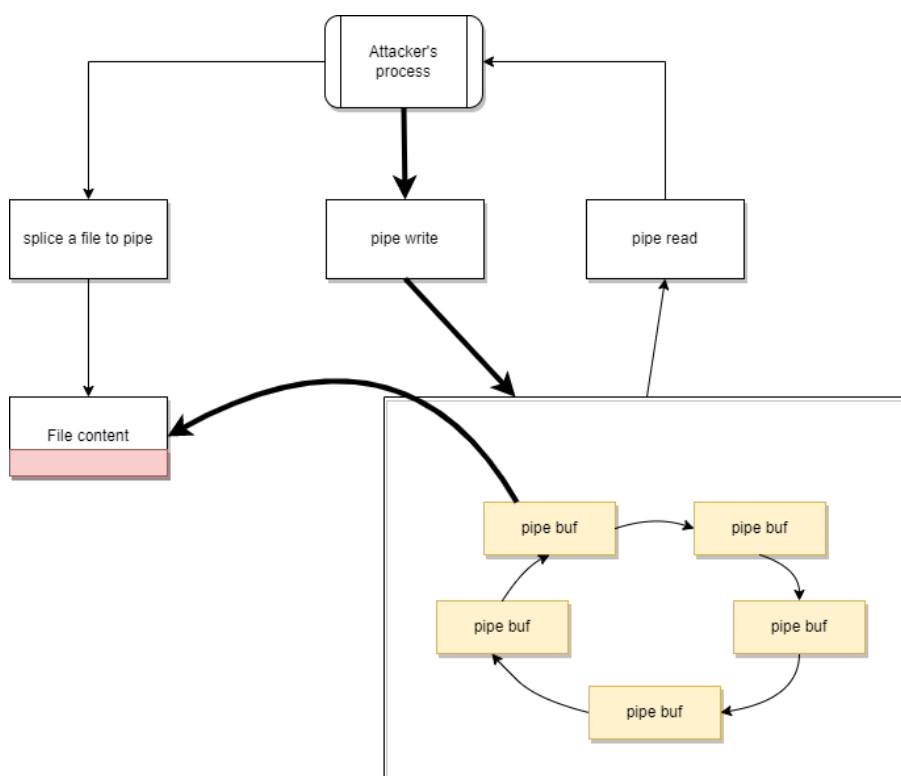 Attacker's
process
splice a file to pipe
pipe write
pipe read
File content
pipe buf
pipe buf
pipe buf
pipe buf
pipe buf